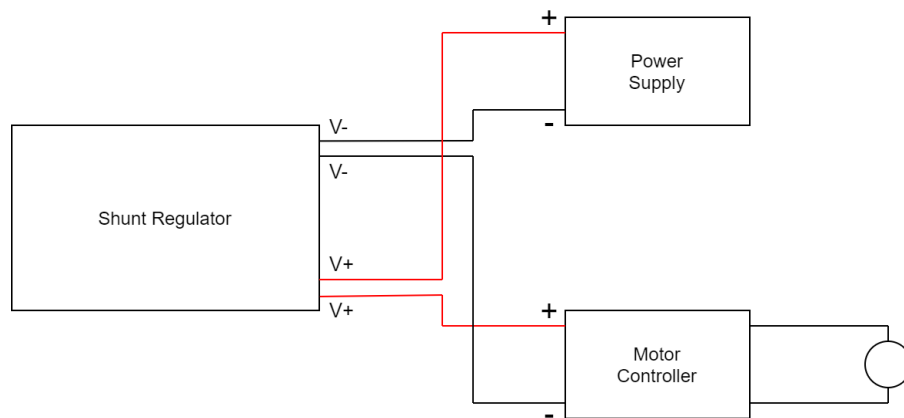 +
Power
Supply
-
V-
V-
Shunt Regulator
V+
V+
+
Motor
Controller
-